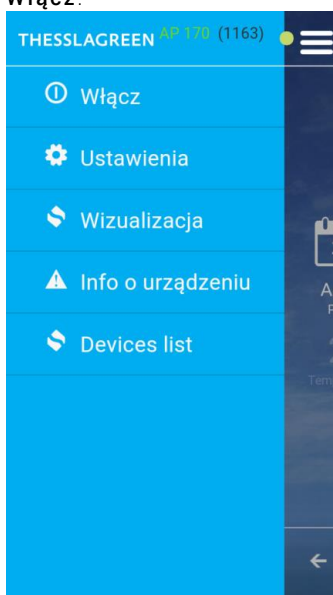 Włącz.
THESSLAGREEN AP 170 (1163)
Włącz
Ustawienia
Wizualizacja
Info o urządzeniu
Devices list